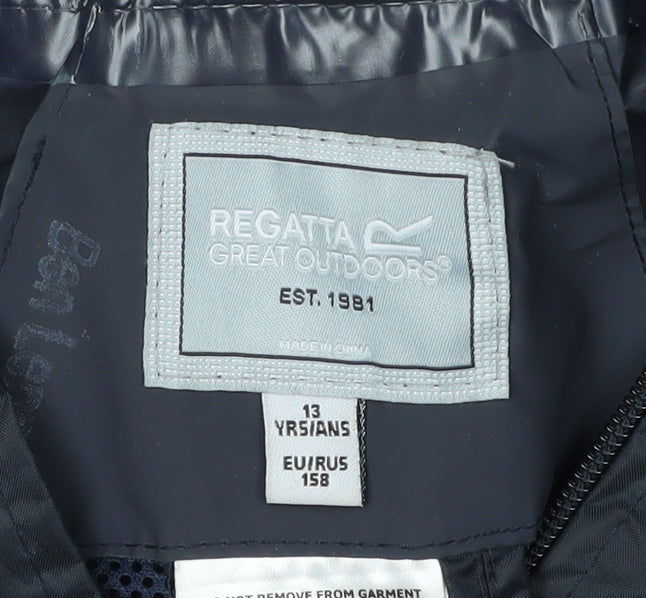 REGATTA R
GREAT OUTDOORS
EST. 1981
MADE IN CHINA
13
YRS/ANS
EU/RUS
158
NOT REMOVE FROM GARMENT